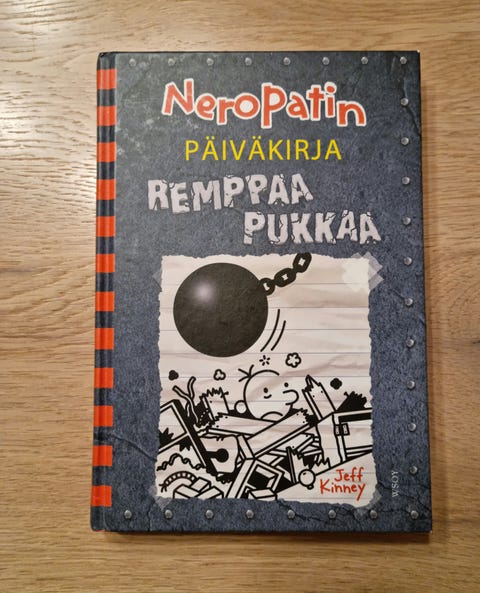 Neropatin
PÄIVÄKIRJA
REMPPAA
PUKKAA
Jeff
Kinney
WSOY